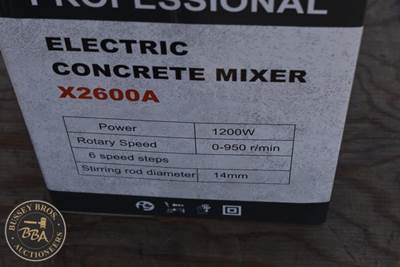 PROFESSIONAL
ELECTRIC
CONCRETE MIXER
X2600A
Power 1200W
Rotary Speed 0-950 r/min
6 speed steps
Stirring rod diameter 14mm
BUSSEY BROS.
BBA
AUCTIONEERS